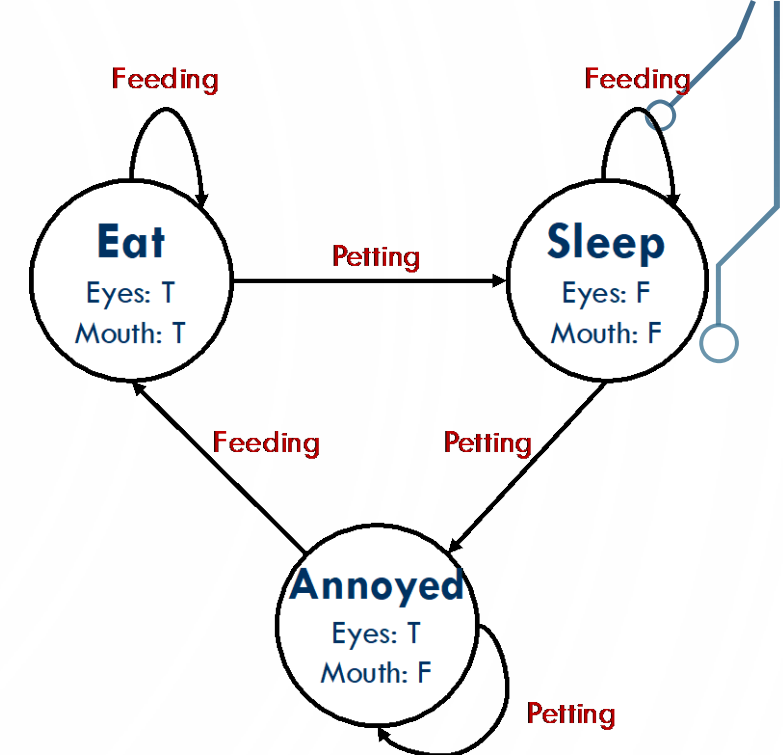 Feeding
Feeding
Eat
Eyes: T
Mouth: T
Petting
Sleep
Eyes: F
Mouth: F
Feeding
Petting
Annoyed
Eyes: T
Mouth: F
Petting